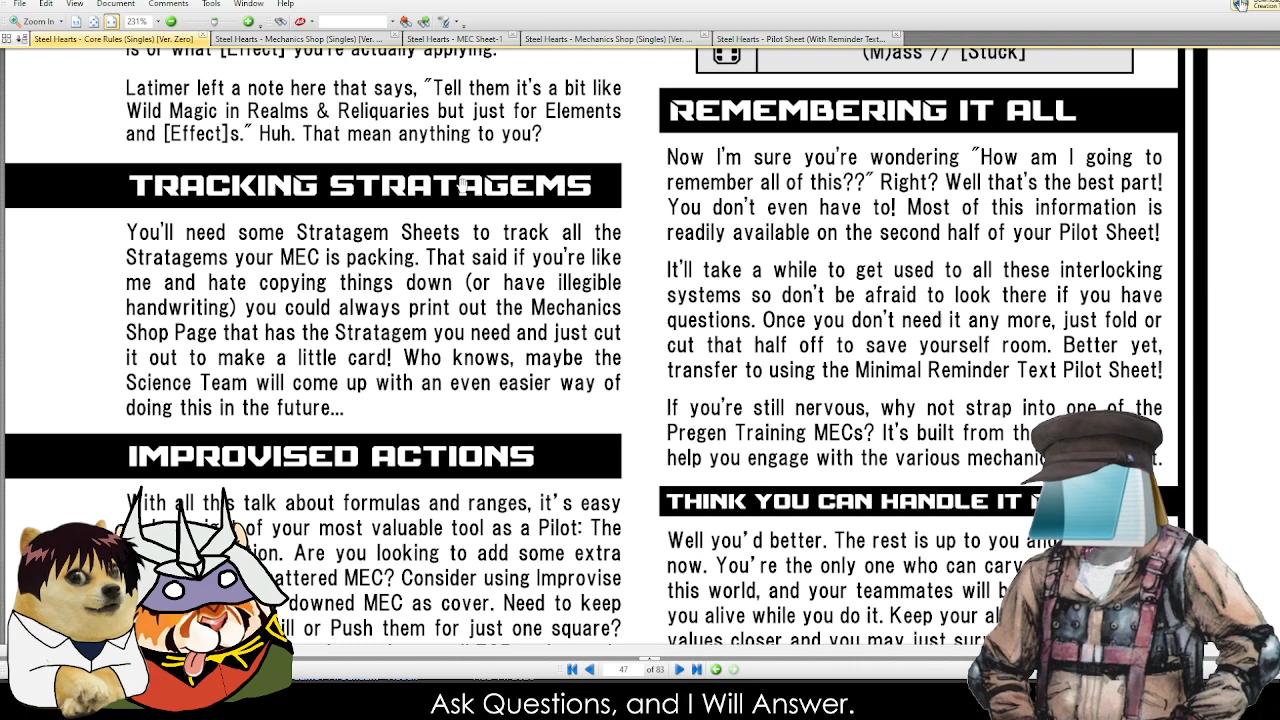 File Edit View Document Comments Tools Window Help
Zoom In
231%
Creation
Steel Hearts - Core Rules (Singles) [Ver. Zero]
Steel Hearts - Mechanics Shop (Singles) [Ver. ...
Steel Hearts - MEC Sheet-1
Steel Hearts - Mechanics Shop (Singles) [Ver. ...
Steel Hearts - Pilot Sheet (With Reminder Text...
is or what [Effect] you're actually applying.
Latimer left a note here that says, "Tell them it's a bit like
Wild Magic in Realms & Reliquaries but just for Elements
and [Effect]s." Huh. That mean anything to you?
TRACKING STRATAGEMS
You'll need some Stratagem Sheets to track all the
Stratagems your MEC is packing. That said if you're like
me and hate copying things down (or have illegible
handwriting) you could always print out the Mechanics
Shop Page that has the Stratagem you need and just cut
it out to make a little card! Who knows, maybe the
Science Team will come up with an even easier way of
doing this in the future...
IMPROVISED ACTIONS
With all this talk about formulas and ranges, it's easy
of your most valuable tool as a Pilot: The
Are you looking to add some extra
MEC? Consider using Improvise
downed MEC as cover. Need to keep
or Push them for just one square?
(M)ass // [Stuck]
REMEMBERING IT ALL
Now I'm sure you're wondering "How am I going to
remember all of this??" Right? Well that's the best part!
You don't even have to! Most of this information is
readily available on the second half of your Pilot Sheet!
It'll take a while to get used to all these interlocking
systems so don't be afraid to look there if you have
questions. Once you don't need it any more, just fold or
cut that half off to save yourself room. Better yet,
transfer to using the Minimal Reminder Text Pilot Sheet!
If you're still nervous, why not strap into one of the
Pregen Training MECs? It's built from the
help you engage with the various
THINK YOU CAN HANDLE IT
Well you'd better. The rest is up to you and
now. You're the only one who can
this world, and your teammates will
you alive while you do it. Keep your
values closer and you may just
47 of 83
Ask Questions, and I Will Answer.